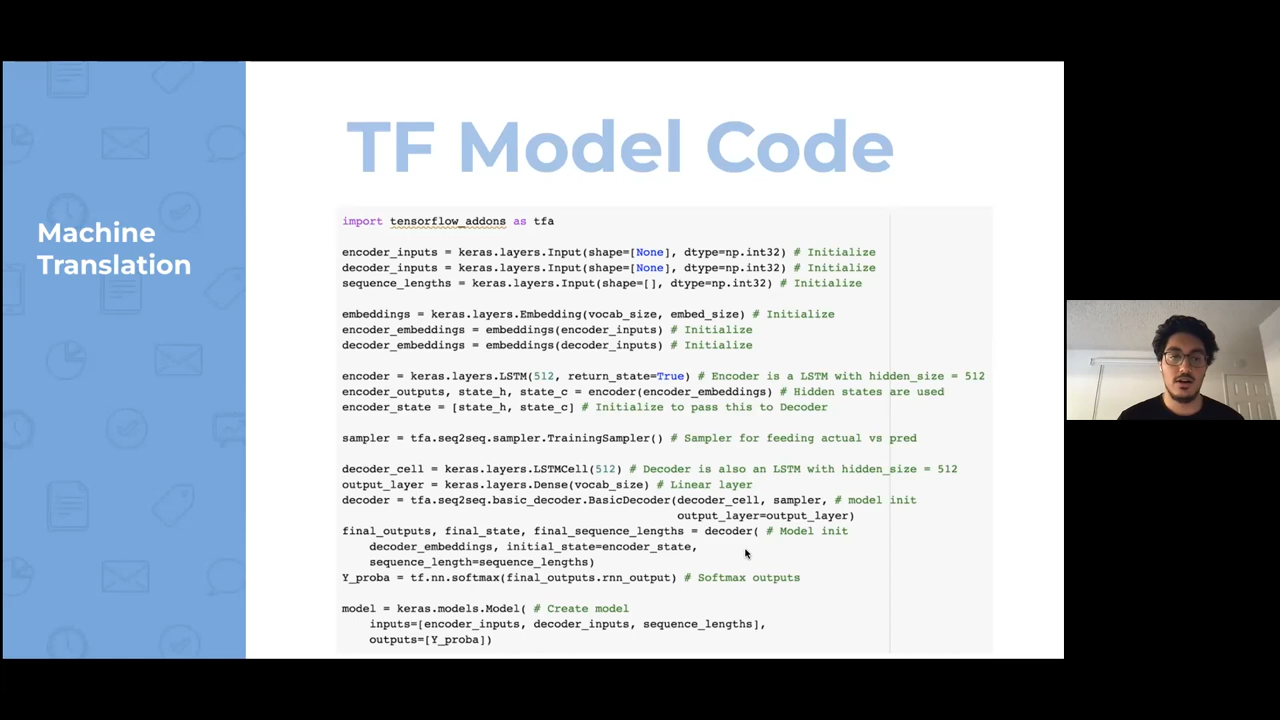 TF Model Code
Machine
Translation
import tensorflow_addons as tfa
encoder_inputs = keras.layers.Input(shape=[None], dtype=np.int32) # Initialize
decoder_inputs = keras.layers.Input(shape=[None], dtype=np.int32) # Initialize
sequence_lengths = keras.layers.Input(shape=[], dtype=np.int32) # Initialize
embeddings = keras.layers.Embedding(vocab_size, embed_size) # Initialize
encoder_embeddings = embeddings(encoder_inputs) # Initialize
decoder_embeddings = embeddings(decoder_inputs) # Initialize
encoder = keras.layers.LSTM(512, return_state=True) # Encoder is a LSTM with hidden_size = 512
encoder_outputs, state_h, state_c = encoder(encoder_embeddings) # Hidden states are used
encoder_state = [state_h, state_c] # Initialize to pass this to Decoder
sampler = tfa.seq2seq.sampler.TrainingSampler() # Sampler for feeding actual vs pred
decoder_cell = keras.layers.LSTMCell(512) # Decoder is also an LSTM with hidden_size = 512
output_layer = keras.layers.Dense(vocab_size) # Linear layer
decoder = tfa.seq2seq.basic_decoder.BasicDecoder(decoder_cell, sampler, # model init
output_layer=output_layer)
final_outputs, final_state, final_sequence_lengths = decoder( # Model init
decoder_embeddings, initial_state=encoder_state,
sequence_length=sequence_lengths)
Y_proba = tf.nn.softmax(final_outputs.rnn_output) # Softmax outputs
model = keras.models.Model( # Create model
inputs=[encoder_inputs, decoder_inputs, sequence_lengths],
outputs=[Y_proba])